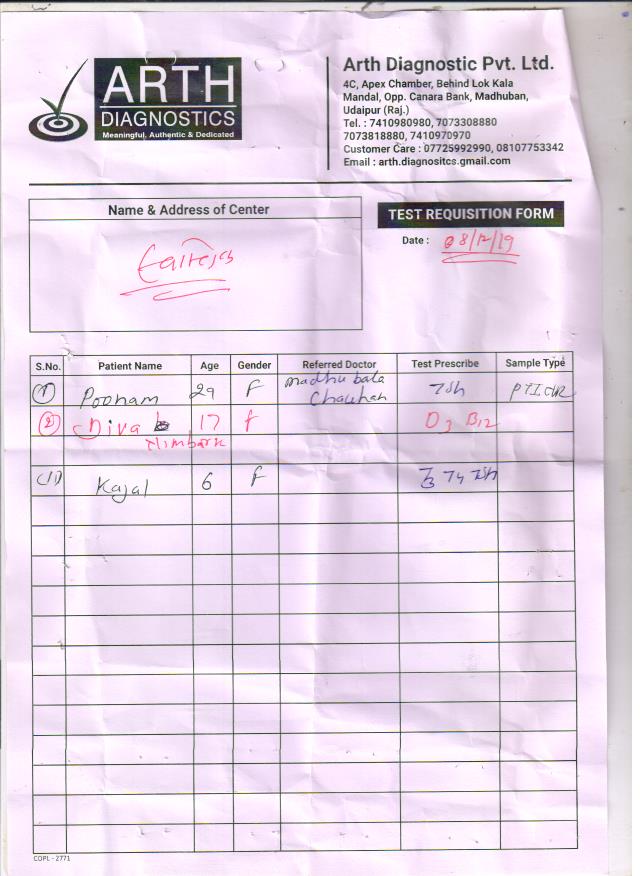 ARTH
DIAGNOSTICS
Meaningful, Authentic & Dedicated
Arth Diagnostic Pvt. Ltd.
4C, Apex Chamber, Behind Lok Kala
Mandal, Opp. Canara Bank, Madhuban,
Udaipur (Raj.)
Tel. : 7410980980, 7073308880
7073818880, 7410970970
Customer Care : 07725992990, 08107753342
Email : arth.diagnositcs.gmail.com
Name & Address of Center
TEST REQUISITION FORM
Date : 08/12/19
S.No. Patient Name Age Gender Referred Doctor Test Prescribe Sample Type
(1) Poonam 29 F Madhu bala Chauhan TSh
(2) Diva 17 F D3 B12
Nimbark
(1) Kajal 6 F T3 T4 TSh
COPL - 2771